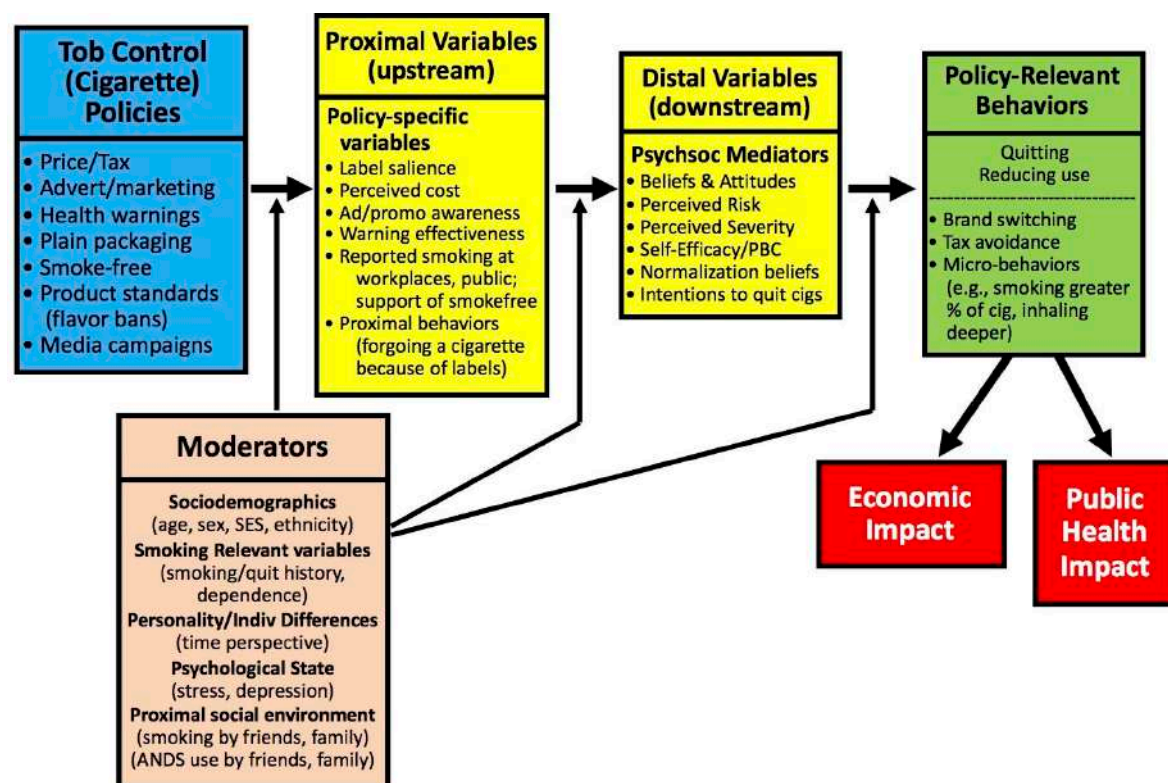 Tob Control
(Cigarette)
Policies
• Price/Tax
• Advert/marketing
• Health warnings
• Plain packaging
• Smoke-free
• Product standards
(flavor bans)
• Media campaigns
Proximal Variables
(upstream)
Policy-specific
variables
• Label salience
• Perceived cost
• Ad/promo awareness
• Warning effectiveness
• Reported smoking at
workplaces, public;
support of smokefree
• Proximal behaviors
(forgoing a cigarette
because of labels)
Distal Variables
(downstream)
Psychsoc Mediators
• Beliefs & Attitudes
• Perceived Risk
• Perceived Severity
• Self-Efficacy/PBC
• Normalization beliefs
• Intentions to quit cigs
Policy-Relevant
Behaviors
Quitting
Reducing use
• Brand switching
• Tax avoidance
• Micro-behaviors
(e.g., smoking greater
% of cig, inhaling
deeper)
Moderators
Sociodemographics
(age, sex, SES, ethnicity)
Smoking Relevant variables
(smoking/quit history,
dependence)
Personality/Indiv Differences
(time perspective)
Psychological State
(stress, depression)
Proximal social environment
(smoking by friends, family)
(ANDS use by friends, family)
Economic
Impact
Public
Health
Impact